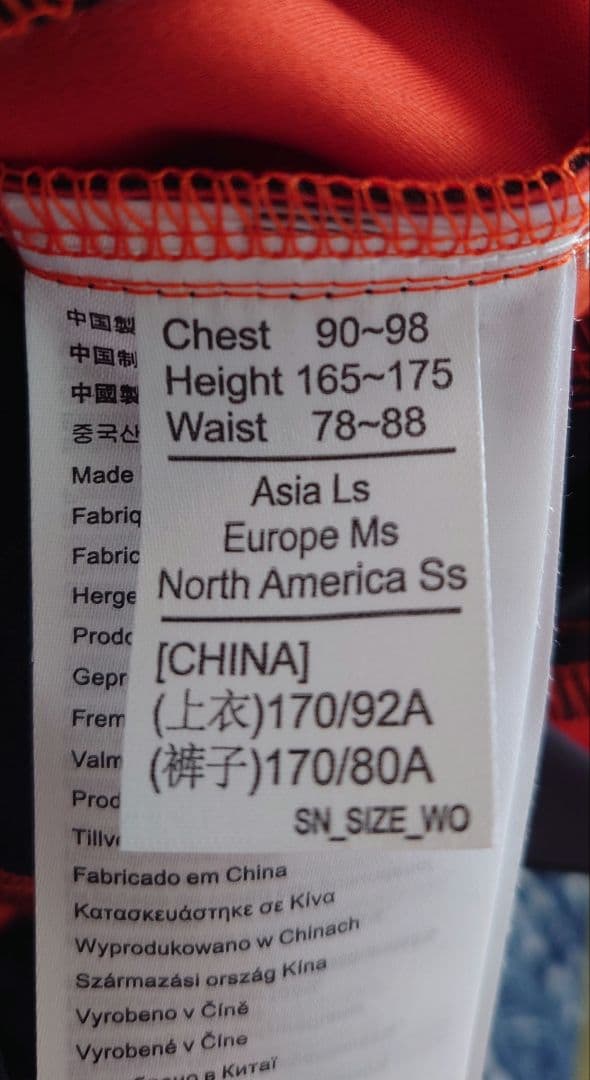 Chest 90~98
Height 165~175
Waist 78~88
Asia Ls
Europe Ms
North America Ss
[CHINA]
(上衣)170/92A
(裤子)170/80A
SN_SIZE_WO
中国製
中国制
中國製
중국산
Made
Fabriq
Fabric
Herge
Prodo
Gepr
Frem
Valm
Prod
Tillv
Fabricado em China
Κατασκευάστηκε σε Κίνα
Wyprodukowano w Chinach
Származási ország Kína
Vyrobeno v Číně
Vyrobené v Číne
в Китаї